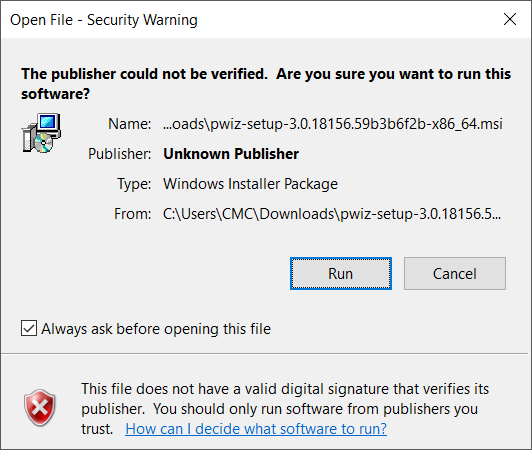 Open File - Security Warning
The publisher could not be verified.  Are you sure you want to run this
software?
Name: ...oads\pwiz-setup-3.0.18156.59b3b6f2b-x86_64.msi
Publisher: Unknown Publisher
Type: Windows Installer Package
From: C:\Users\CMC\Downloads\pwiz-setup-3.0.18156.5...
Run Cancel
Always ask before opening this file
This file does not have a valid digital signature that verifies its
publisher.  You should only run software from publishers you
trust.  How can I decide what software to run?